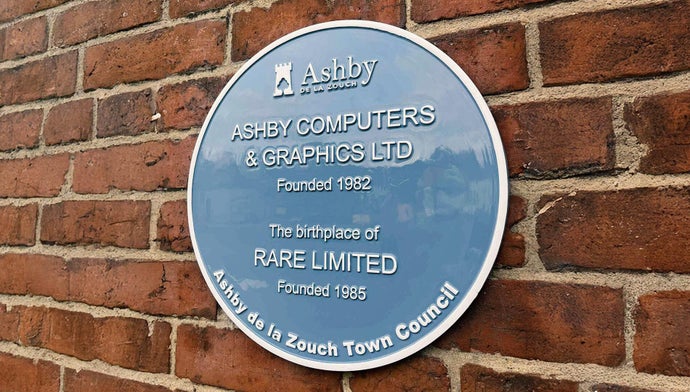 Ashby
DE LA ZOUCH
ASHBY COMPUTERS
& GRAPHICS LTD
Founded 1982
The birthplace of
RARE LIMITED
Founded 1985
Ashby de la Zouch Town Council